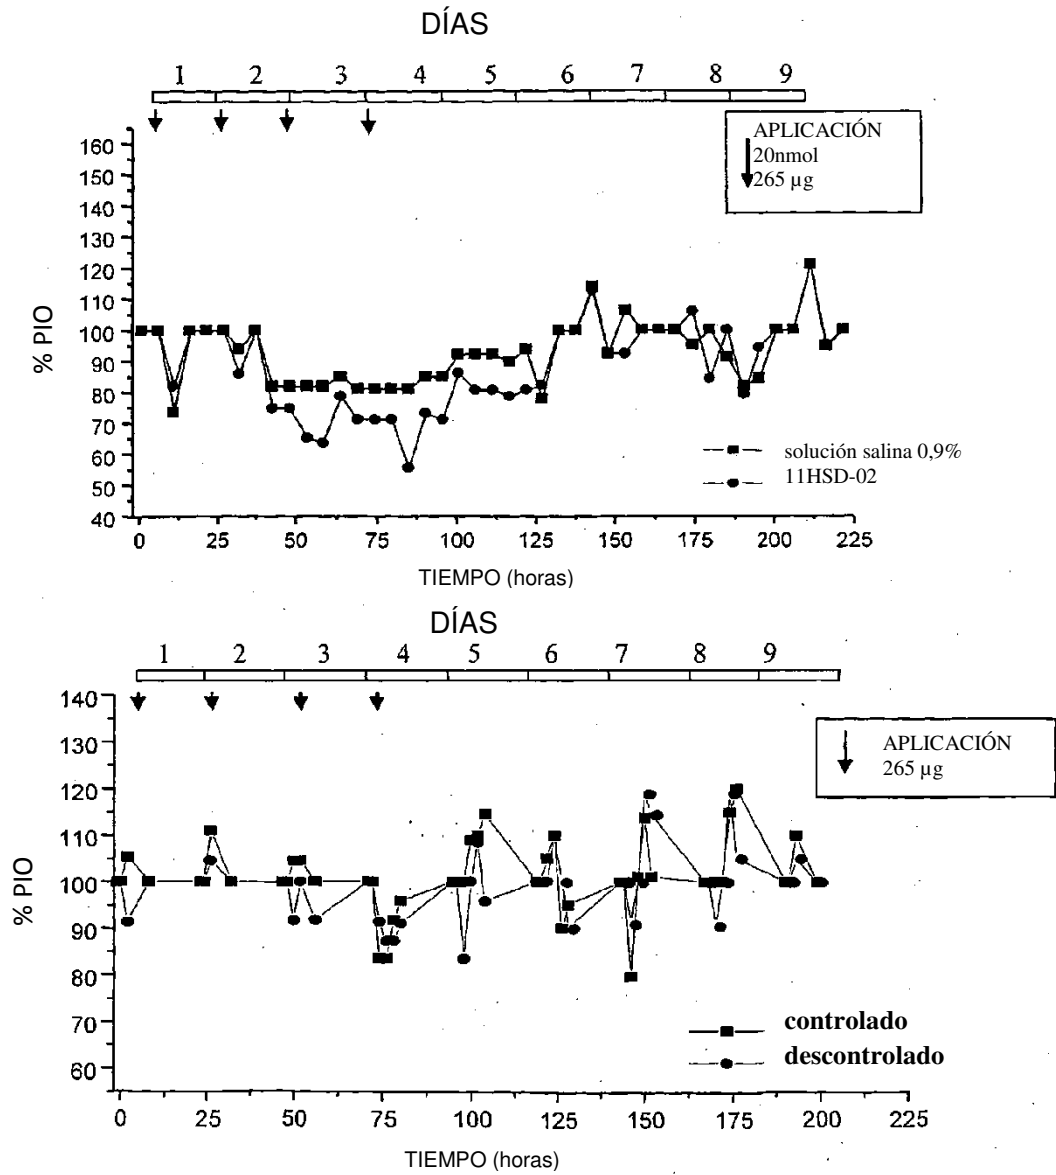 DÍAS
1 2 3 4 5 6 7 8 9
APLICACIÓN
20nmol
265 µg
160
150
140
130
120
110
100
90
80
70
60
50
40
% PIO
solución salina 0,9%
11HSD-02
0 25 50 75 100 125 150 175 200 225
TIEMPO (horas)
DÍAS
1 2 3 4 5 6 7 8 9
APLICACIÓN
265 µg
140
130
120
110
100
90
80
70
60
% PIO
controlado
descontrolado
0 25 50 75 100 125 150 175 200 225
TIEMPO (horas)